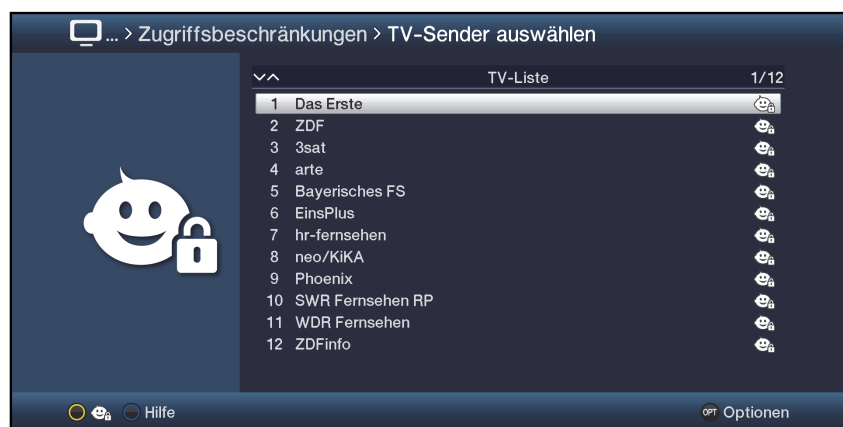 ... > Zugriffsbeschränkungen > TV-Sender auswählen
TV-Liste 1/12
1 Das Erste
2 ZDF
3 3sat
4 arte
5 Bayerisches FS
6 EinsPlus
7 hr-fernsehen
8 neo/KiKA
9 Phoenix
10 SWR Fernsehen RP
11 WDR Fernsehen
12 ZDFinfo
Hilfe OPT Optionen